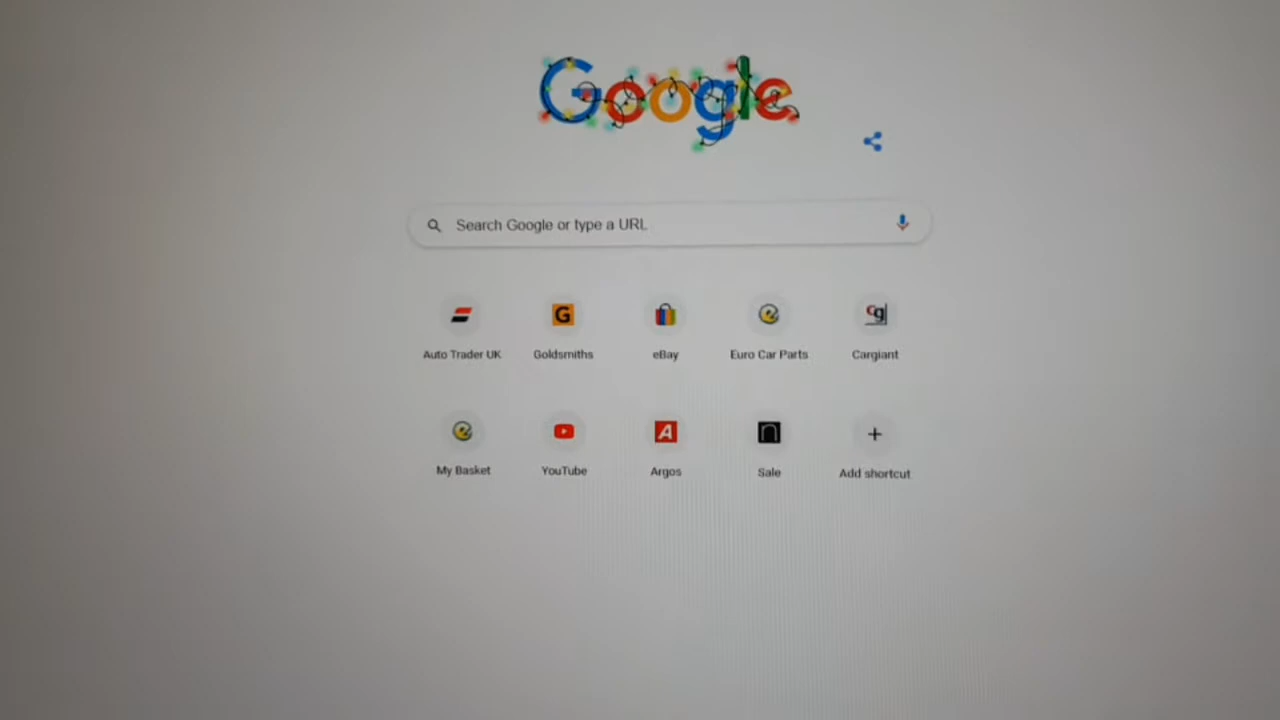 Google
Search Google or type a URL
G
cg
Auto Trader UK
Goldsmiths
eBay
Euro Car Parts
Cargiant
A
n
My Basket
YouTube
Argos
Sale
Add shortcut